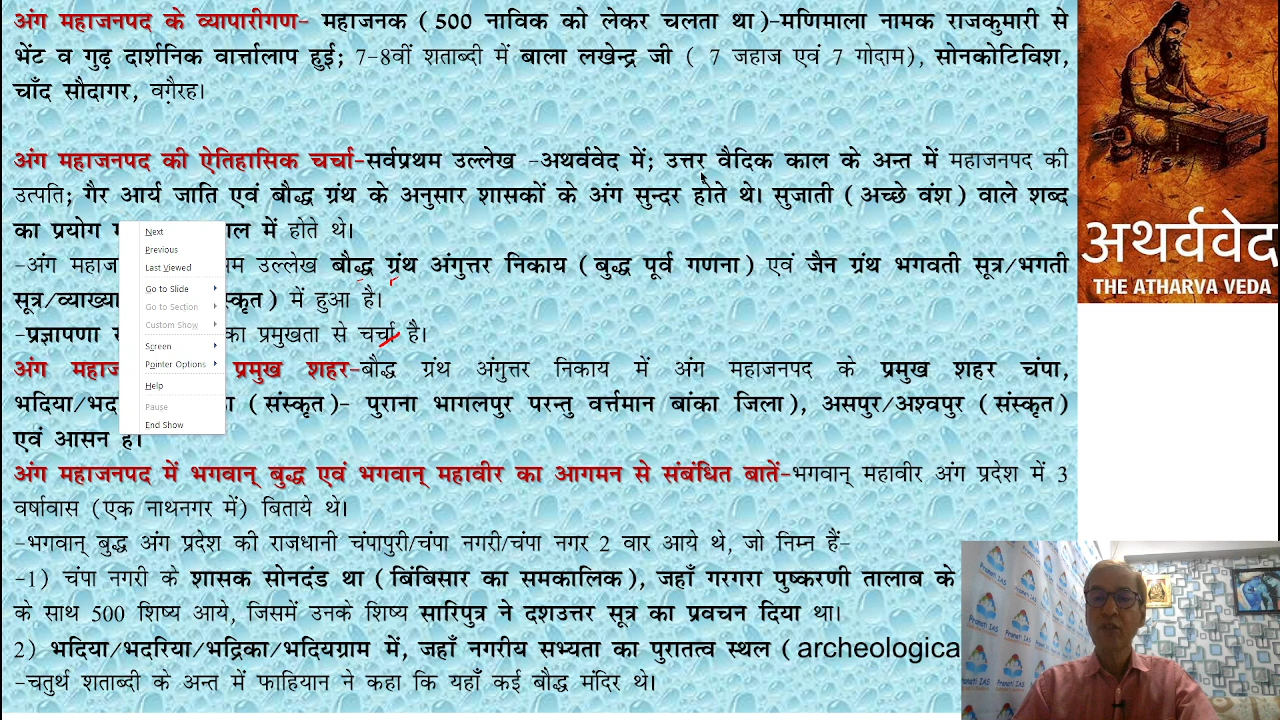 अंग महाजनपद के व्यापारीगण- महाजनक (500 नाविक को लेकर चलता था)-मणिमाला नामक राजकुमारी से
भेंट व गुढ़ दार्शनिक वार्त्तालाप हुई; 7-8वीं शताब्दी में बाला लखेन्द्र जी ( 7 जहाज एवं 7 गोदाम), सोनकोटिविश,
चाँद सौदागर, वगै़रह।
अंग महाजनपद की ऐतिहासिक चर्चा-सर्वप्रथम उल्लेख -अथर्ववेद में; उत्तर वैदिक काल के अन्त में महाजनपद की
उत्पति; गैर आर्य जाति एवं बौद्ध ग्रंथ के अनुसार शासकों के अंग सुन्दर होते थे। सुजाती (अच्छे वंश) वाले शब्द
का प्रयोग में होते थे।
-अंग उल्लेख बौद्ध ग्रंथ अंगुत्तर निकाय (बुद्ध पूर्व गणना) एवं जैन ग्रंथ भगवती सूत्र/भगती
में हुआ है।
-प्रज्ञापणा का प्रमुखता से चर्चा है।
अंग प्रमुख शहर-बौद्ध ग्रंथ अंगुत्तर निकाय में अंग महाजनपद के प्रमुख शहर चंपा,
भदिया/ (संस्कृत)- पुराना भागलपुर परन्तु वर्त्तमान बांका जिला), असपुर/अश्वपुर (संस्कृत)
एवं आसन है।
अंग महाजनपद में भगवान् बुद्ध एवं भगवान् महावीर का आगमन से संबंधित बातें-भगवान् महावीर अंग प्रदेश में 3
वर्षावास (एक नाथनगर में) बिताये थे।
-भगवान् बुद्ध अंग प्रदेश की राजधानी चंपापुरी/चंपा नगरी/चंपा नगर 2 वार आये थे, जो निम्न हैं-
-1) चंपा नगरी के शासक सोनदंड था (बिंबिसार का समकालिक), जहाँ गरगरा पुष्करणी तालाब के
के साथ 500 शिष्य आये, जिसमें उनके शिष्य सारिपुत्र ने दशउत्तर सूत्र का प्रवचन दिया था।
2) भदिया/भदरिया/भद्रिका/भदियग्राम में, जहाँ नगरीय सभ्यता का पुरातत्व स्थल (archeologica
-चतुर्थ शताब्दी के अन्त में फाहियान ने कहा कि यहाँ कई बौद्ध मंदिर थे।
Next
Previous
Last Viewed
Go to Slide
Go to Section
Custom Show
Screen
Pointer Options
Help
Pause
End Show
अथर्ववेद
THE ATHARVA VEDA
Pranati IAS
Pranati IAS
Pranati IAS
Pranati IAS